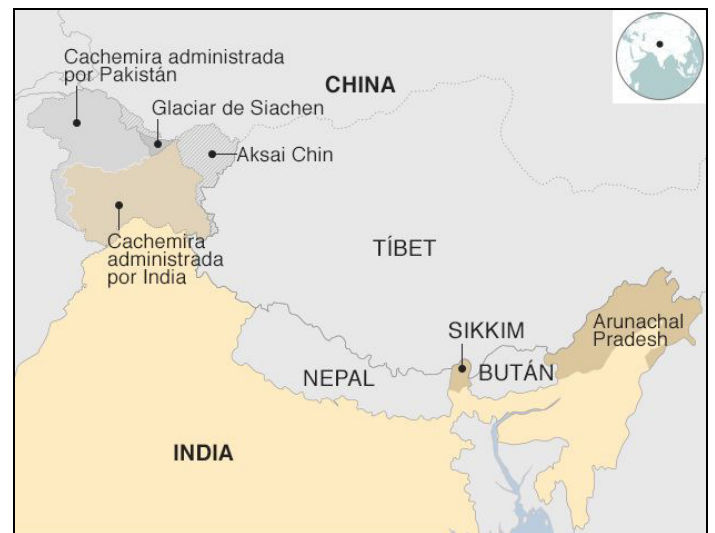 Cachemira administrada
por Pakistán
CHINA
Glaciar de Siachen
Aksai Chin
Cachemira
administrada
por India
TÍBET
SIKKIM
Arunachal
Pradesh
NEPAL
BUTÁN
INDIA